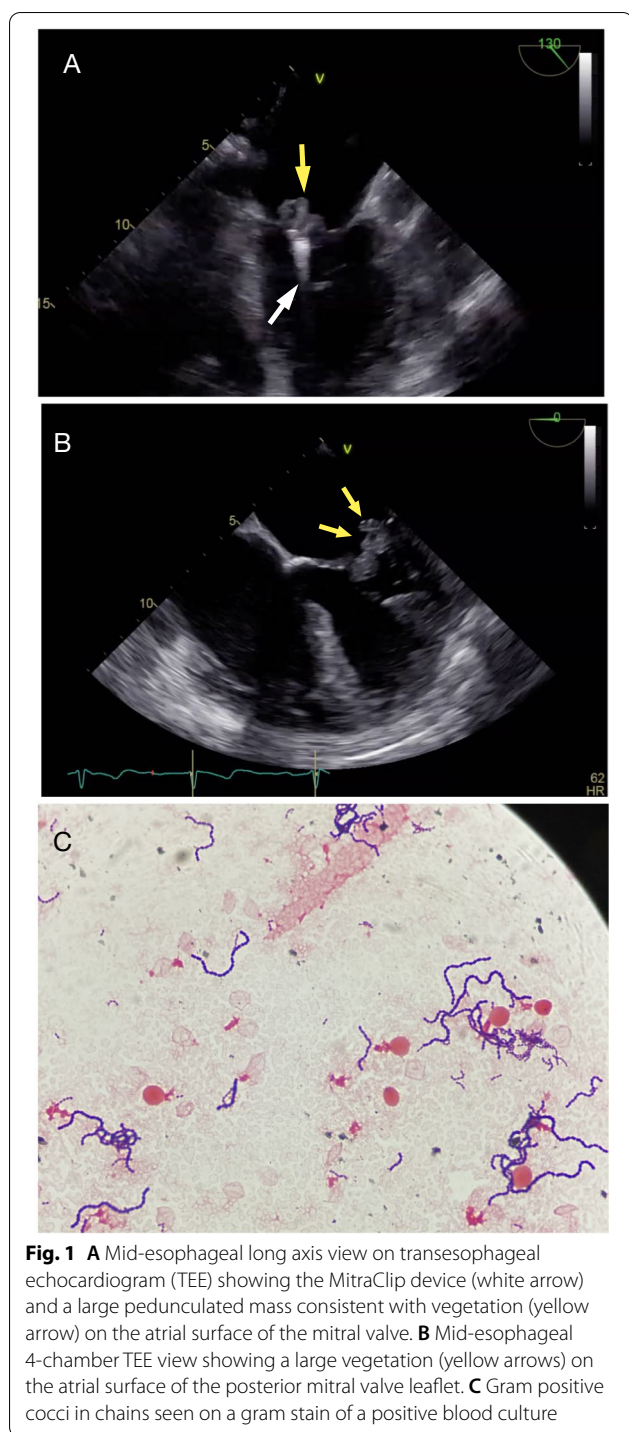 A
V
130
5
10
15
B
V
0
5
10
62
HR
C
Fig. 1 A Mid-esophageal long axis view on transesophageal
echocardiogram (TEE) showing the MitraClip device (white arrow)
and a large pedunculated mass consistent with vegetation (yellow
arrow) on the atrial surface of the mitral valve. B Mid-esophageal
4-chamber TEE view showing a large vegetation (yellow arrows) on
the atrial surface of the posterior mitral valve leaflet. C Gram positive
cocci in chains seen on a gram stain of a positive blood culture